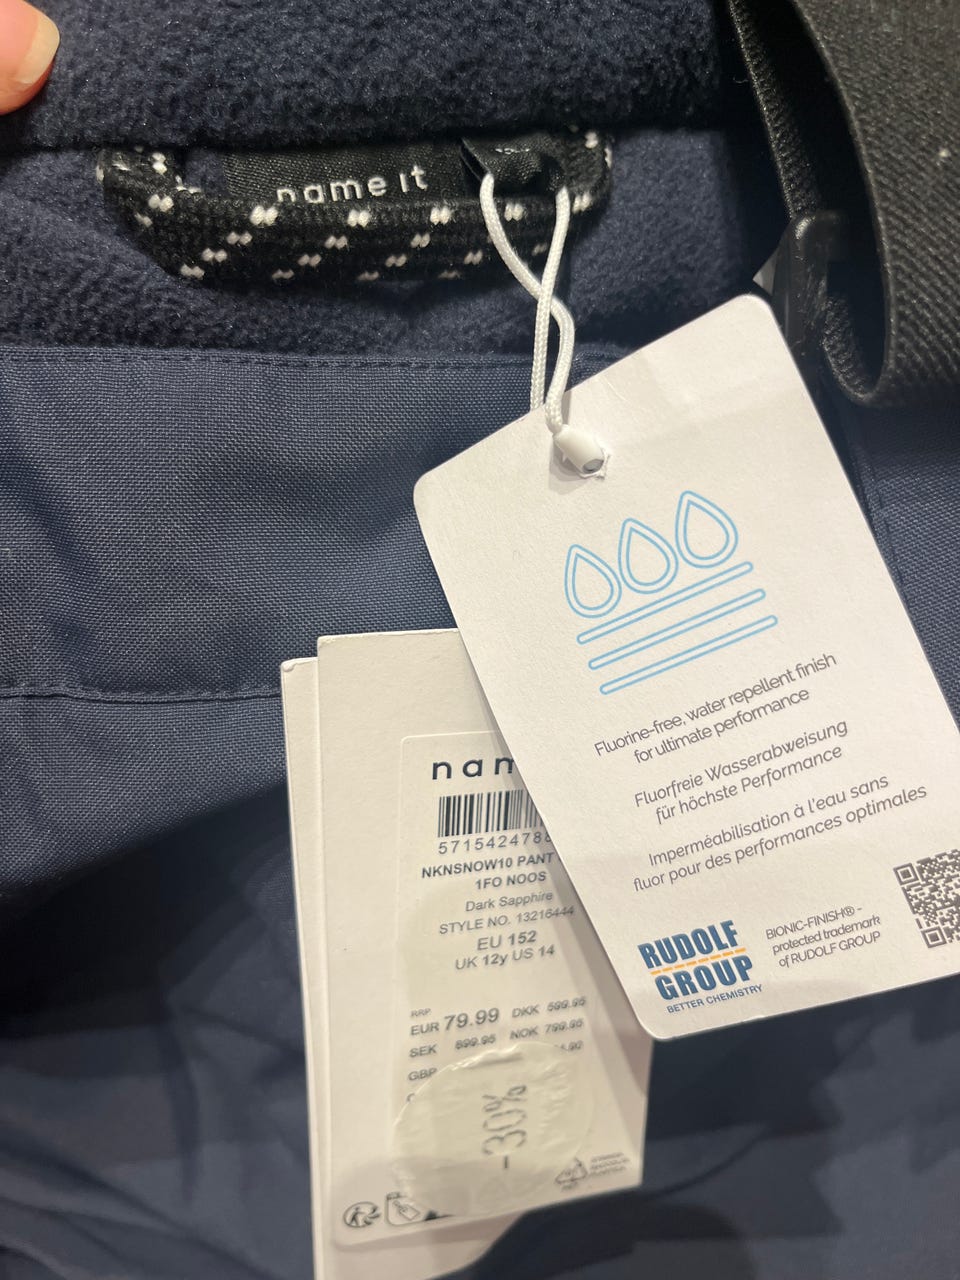 name it
Fluorine-free, water repellent finish
for ultimate performance
Fluorfreie Wasserabweisung
für höchste Performance
Imperméabilisation à l'eau sans
fluor pour des performances optimales
RUDOLF
GROUP
BETTER CHEMISTRY
BIONIC-FINISH® -
protected trademark
of RUDOLF GROUP
nam
571542478
NKNSNOW10 PANT
1FO NOOS
Dark Sapphire
STYLE NO. 13216444
EU 152
UK 12y US 14
RRP
EUR 79.99 DKK 599.95
SEK 899.95 NOK 799.95
GBP
-30%